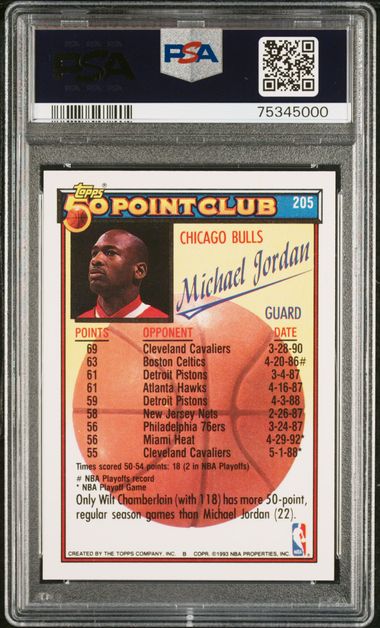 PSA PSA
75345000
Topps®
50 POINT CLUB 205
CHICAGO BULLS
Michael Jordan
GUARD
POINTS OPPONENT DATE
69 Cleveland Cavaliers 3-28-90
63 Boston Celtics 4-20-86#
61 Detroit Pistons 3-4-87
61 Atlanta Hawks 4-16-87
59 Detroit Pistons 4-3-88
58 New Jersey Nets 2-26-87
56 Philadelphia 76ers 3-24-87
56 Miami Heat 4-29-92*
55 Cleveland Cavaliers 5-1-88*
Times scored 50-54 points: 18 (2 in NBA Playoffs)
# NBA Playoffs record
* NBA Playoff Game
Only Wilt Chamberloin (with 118) has more 50-point,
regular season games than Michael Jordan (22).
CREATED BY THE TOPPS COMPANY, INC. B COPR. ©1993 NBA PROPERTIES, INC.
NBA